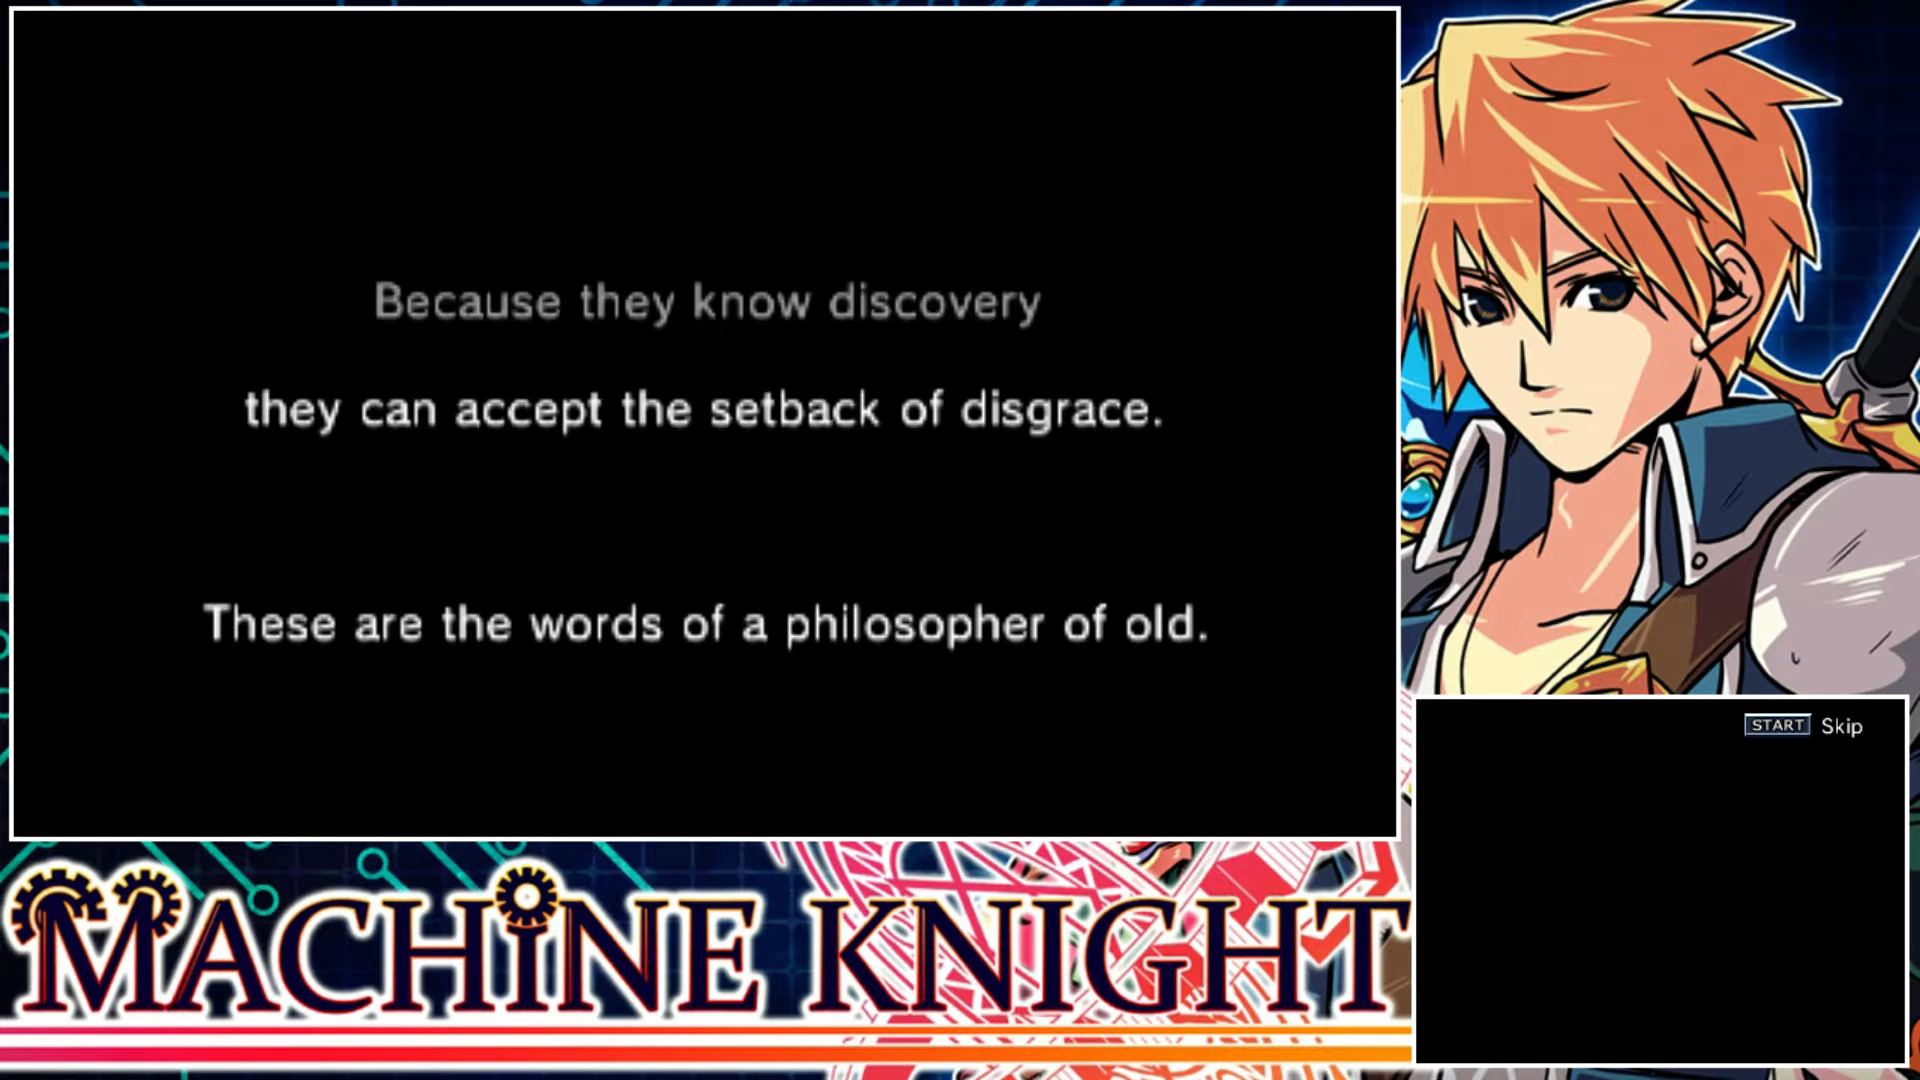 Because they know discovery
they can accept the setback of disgrace.
These are the words of a philosopher of old.
START Skip
MACHINE KNIGHT